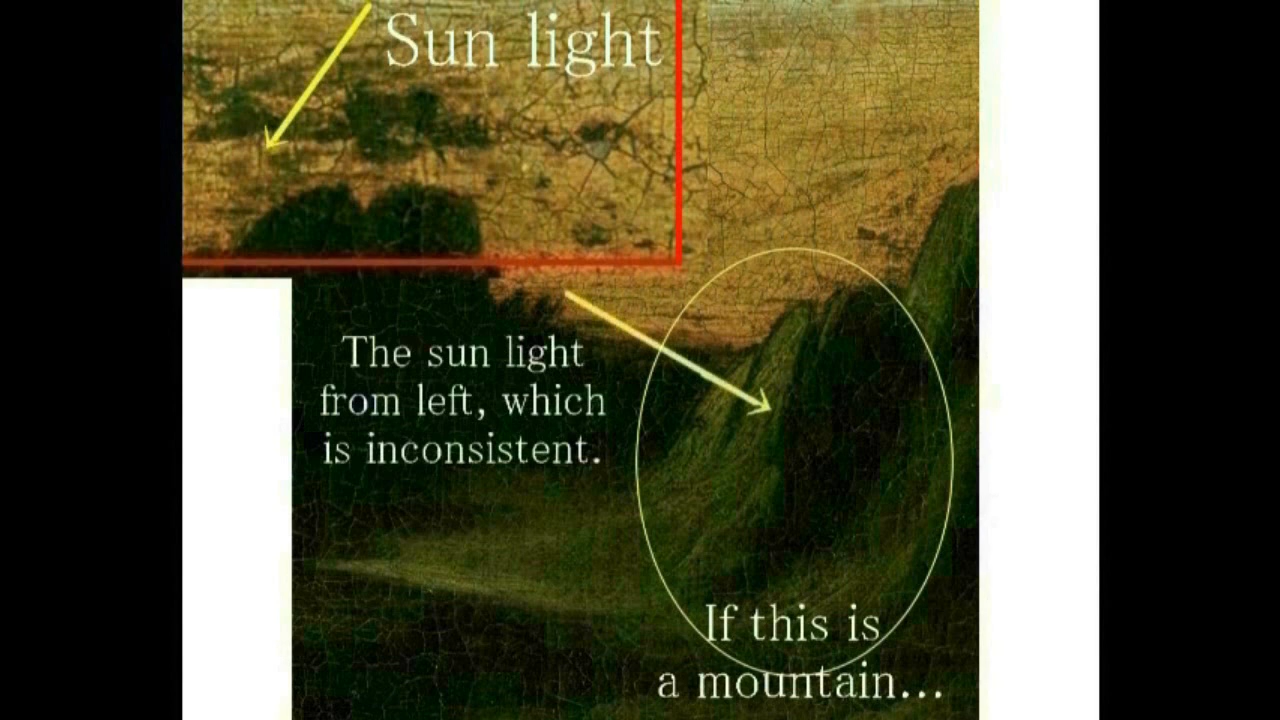 Sun light
The sun light
from left, which
is inconsistent.
If this is
a mountain...